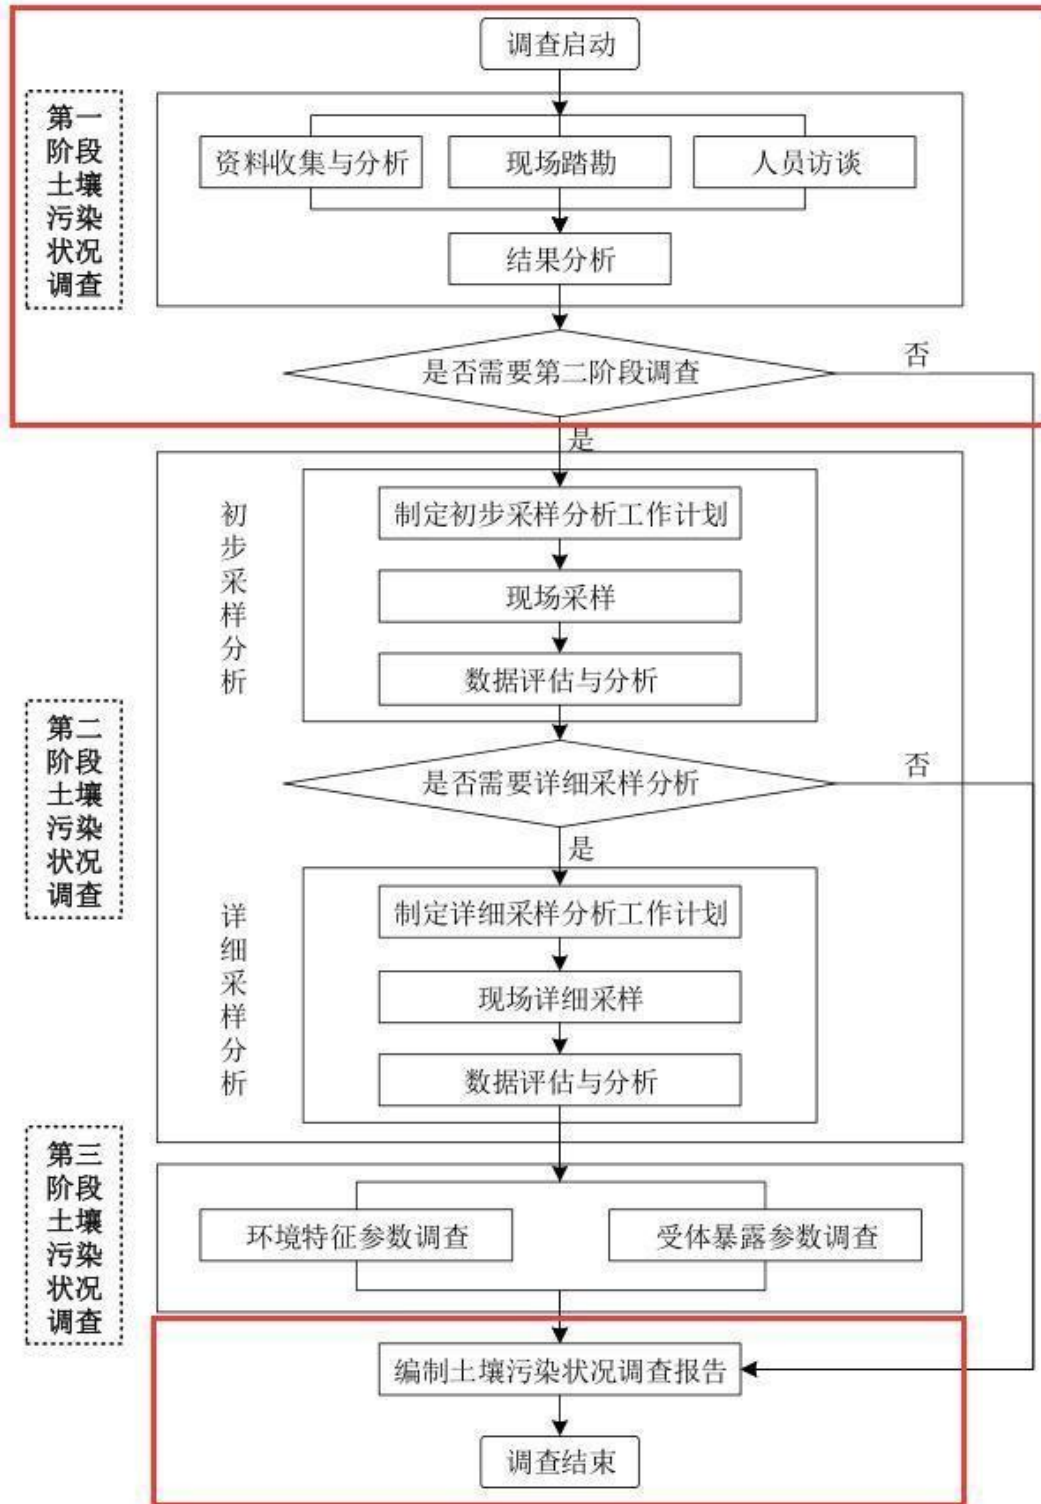 调查启动
第一
阶段
土壤
污染
状况
调查
资料收集与分析
现场踏勘
人员访谈
结果分析
是否需要第二阶段调查
否
是
初步采样分析
制定初步采样分析工作计划
现场采样
数据评估与分析
第二
阶段
土壤
污染
状况
调查
是否需要详细采样分析
否
是
详细采样分析
制定详细采样分析工作计划
现场详细采样
数据评估与分析
第三
阶段
土壤
污染
状况
调查
环境特征参数调查
受体暴露参数调查
编制土壤污染状况调查报告
调查结束